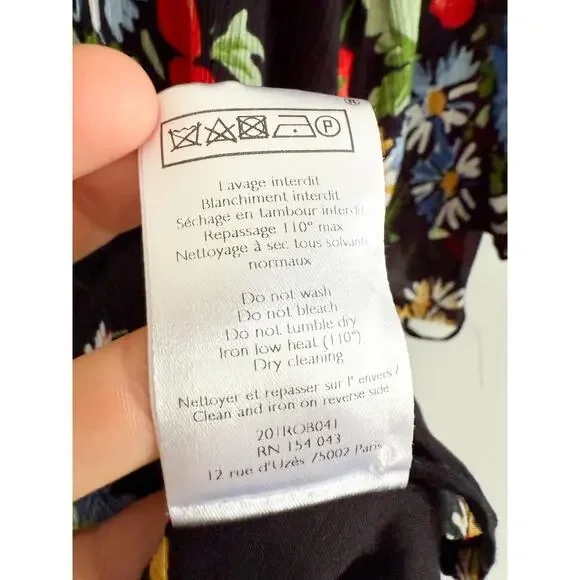 ®
P
Lavage interdit
Blanchiment interdit
Séchage en tambour interdit
Repassage 110° max
Nettoyage à sec tous solvants
normaux
Do not wash
Do not bleach
Do not tumble dry
Iron low heat (110°)
Dry cleaning
Nettoyer et repasser sur l'envers /
Clean and iron on reverse side
201ROB041
RN 154 043
12 rue d'Uzès 75002 Paris